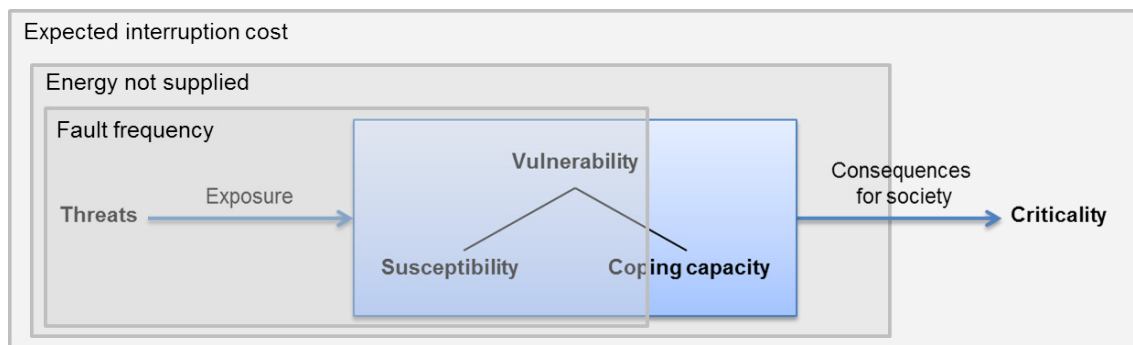 Expected interruption cost
Energy not supplied
Fault frequency
Vulnerability
Consequences
for society
Exposure
Threats
Criticality
Susceptibility
Coping capacity